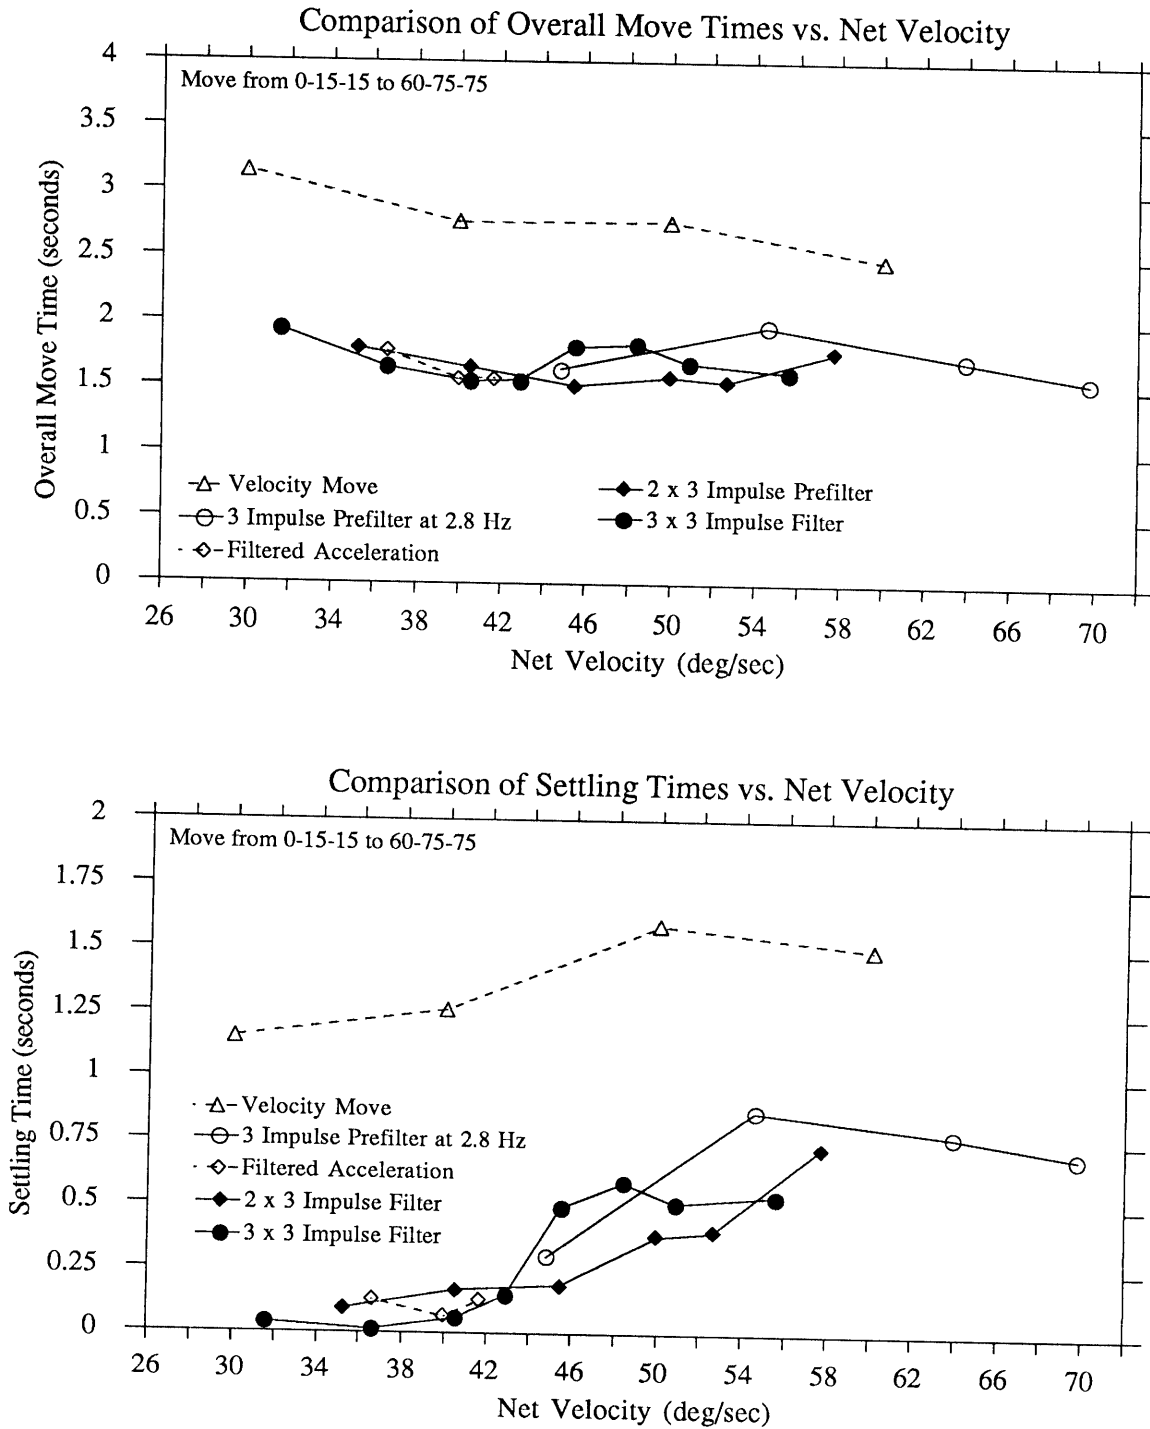 Comparison of Overall Move Times vs. Net Velocity
Move from 0-15-15 to 60-75-75
4
3.5
3
2.5
2
1.5
1
0.5
0
Overall Move Time (seconds)
Velocity Move
3 Impulse Prefilter at 2.8 Hz
Filtered Acceleration
2 x 3 Impulse Prefilter
3 x 3 Impulse Filter
26 30 34 38 42 46 50 54 58 62 66 70
Net Velocity (deg/sec)
Comparison of Settling Times vs. Net Velocity
Move from 0-15-15 to 60-75-75
2
1.75
1.5
1.25
1
0.75
0.5
0.25
0
Settling Time (seconds)
Velocity Move
3 Impulse Prefilter at 2.8 Hz
Filtered Acceleration
2 x 3 Impulse Filter
3 x 3 Impulse Filter
26 30 34 38 42 46 50 54 58 62 66 70
Net Velocity (deg/sec)